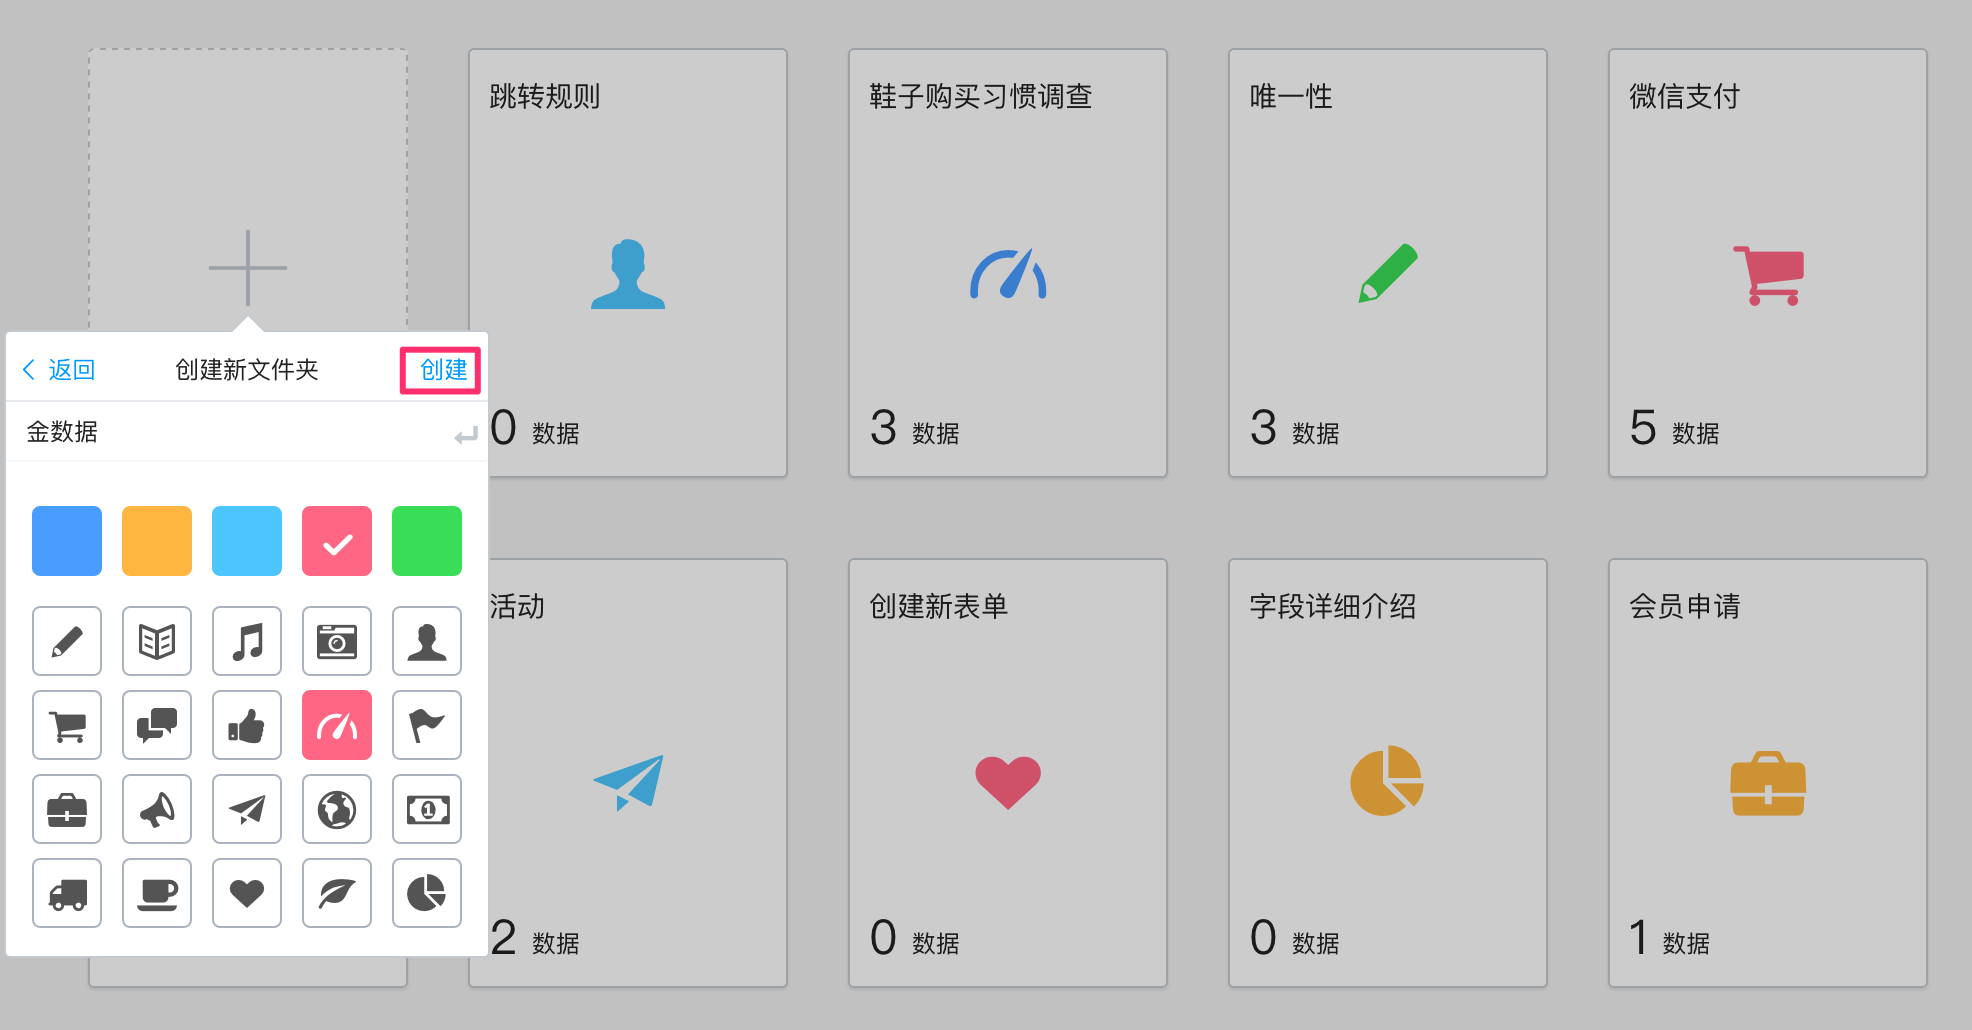 跳转规则
鞋子购买习惯调查
唯一性
微信支付
0 数据
3 数据
3 数据
5 数据
返回
创建新文件夹
创建
金数据
活动
创建新表单
字段详细介绍
会员申请
2 数据
0 数据
0 数据
1 数据
1